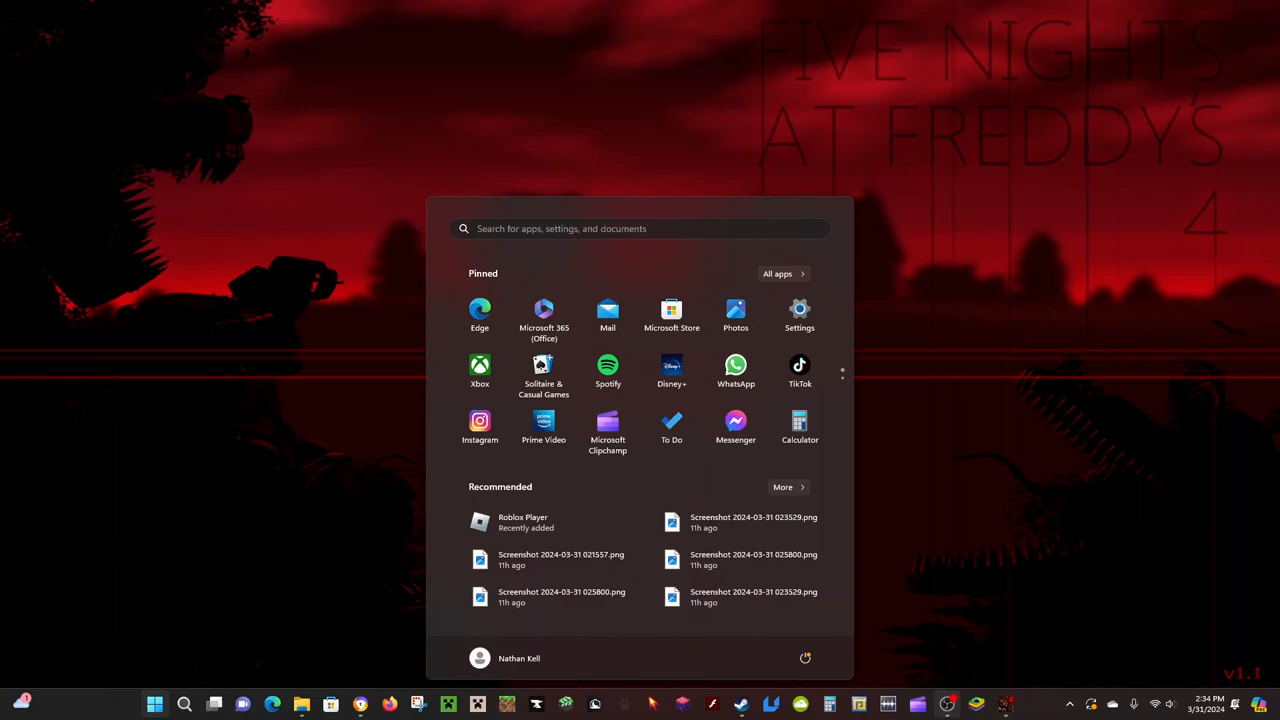 FIVE NIGHTS
AT FREDDY'S
4
Search for apps, settings, and documents
Pinned
All apps
Edge
Microsoft 365
(Office)
Mail
Microsoft Store
Photos
Settings
Xbox
Solitaire &
Casual Games
Spotify
Disney+
WhatsApp
TikTok
Instagram
prime
video
Prime Video
Microsoft
Clipchamp
To Do
Messenger
Calculator
Recommended
More
Roblox Player
Recently added
Screenshot 2024-03-31 023529.png
11h ago
Screenshot 2024-03-31 021557.png
11h ago
Screenshot 2024-03-31 025800.png
11h ago
Screenshot 2024-03-31 025800.png
11h ago
Screenshot 2024-03-31 023529.png
11h ago
Nathan Kell
v1.1
1
2:34 PM
3/31/2024